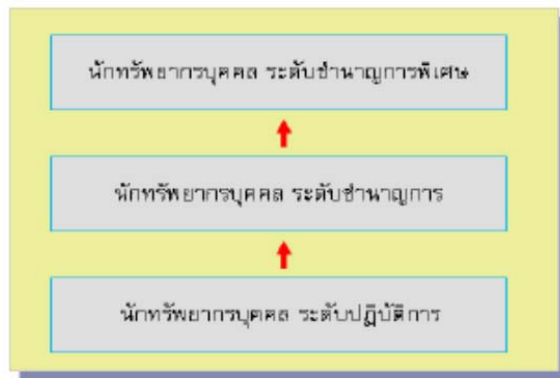 นักทรัพยากรบุคคล ระดับชำนาญการพิเศษ
นักทรัพยากรบุคคล ระดับชำนาญการ
นักทรัพยากรบุคคล ระดับปฏิบัติการ